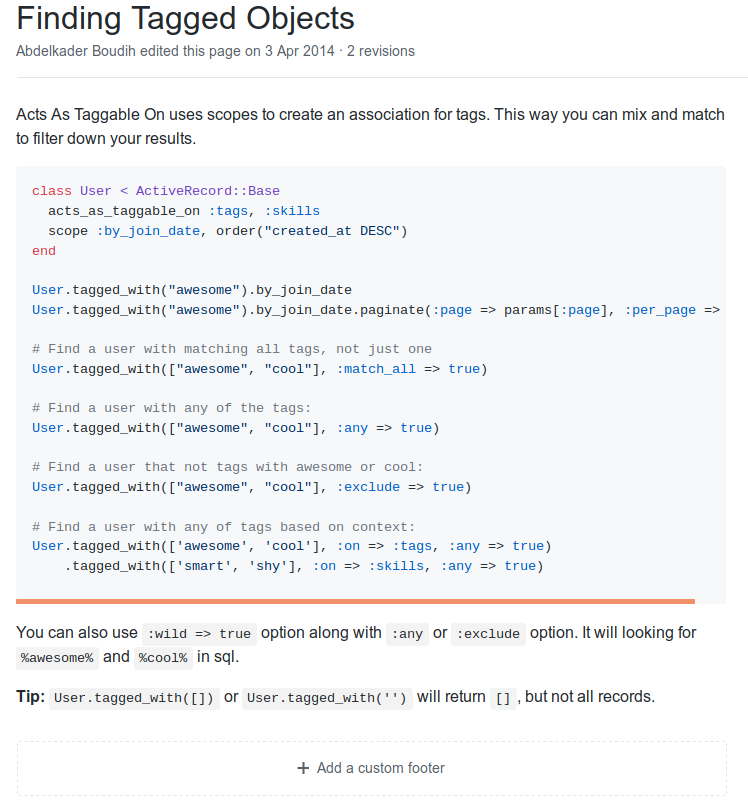 Finding Tagged Objects
Abdelkader Boudih edited this page on 3 Apr 2014 · 2 revisions
Acts As Taggable On uses scopes to create an association for tags. This way you can mix and match
to filter down your results.
class User < ActiveRecord::Base
  acts_as_taggable_on :tags, :skills
  scope :by_join_date, order("created_at DESC")
end
User.tagged_with("awesome").by_join_date
User.tagged_with("awesome").by_join_date.paginate(:page => params[:page], :per_page =>
# Find a user with matching all tags, not just one
User.tagged_with(["awesome", "cool"], :match_all => true)
# Find a user with any of the tags:
User.tagged_with(["awesome", "cool"], :any => true)
# Find a user that not tags with awesome or cool:
User.tagged_with(["awesome", "cool"], :exclude => true)
# Find a user with any of tags based on context:
User.tagged_with(['awesome', 'cool'], :on => :tags, :any => true)
    .tagged_with(['smart', 'shy'], :on => :skills, :any => true)
You can also use :wild => true option along with :any or :exclude option. It will looking for
%awesome% and %cool% in sql.
Tip: User.tagged_with([]) or User.tagged_with('') will return [] , but not all records.
+ Add a custom footer